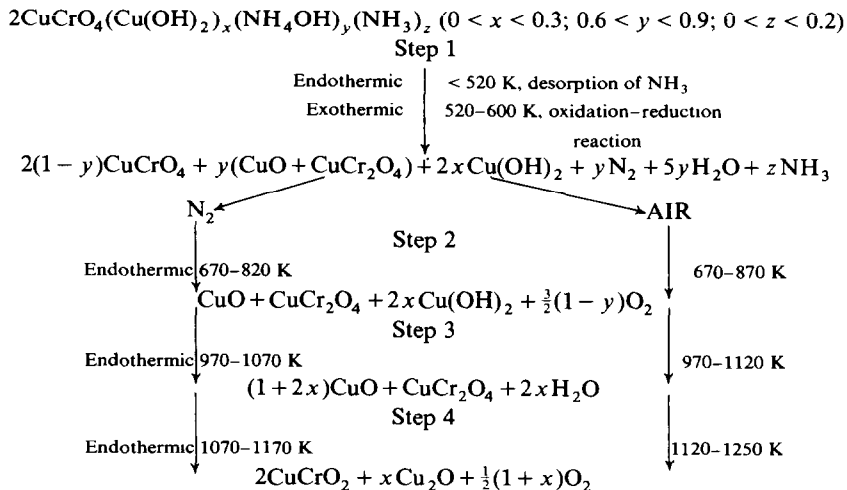 2CuCrO₄(Cu(OH)₂)ₓ(NH4OH)ᵧ(NH₃)_z (0 < x < 0.3; 0.6 < y < 0.9; 0 < z < 0.2)
Step 1
Endothermic < 520 K, desorption of NH₃
Exothermic 520–600 K, oxidation–reduction
reaction
2(1 − y)CuCrO₄ + y(CuO + CuCr₂O₄) + 2xCu(OH)₂ + yN₂ + 5yH₂O + zNH₃
N₂ AIR
Step 2
Endothermic 670–820 K 670–870 K
CuO + CuCr₂O₄ + 2xCu(OH)₂ + 3/2(1 − y)O₂
Step 3
Endothermic 970–1070 K 970–1120 K
(1 + 2x)CuO + CuCr₂O₄ + 2xH₂O
Step 4
Endothermic 1070–1170 K 1120–1250 K
2CuCrO₂ + xCu₂O + ½(1 + x)O₂